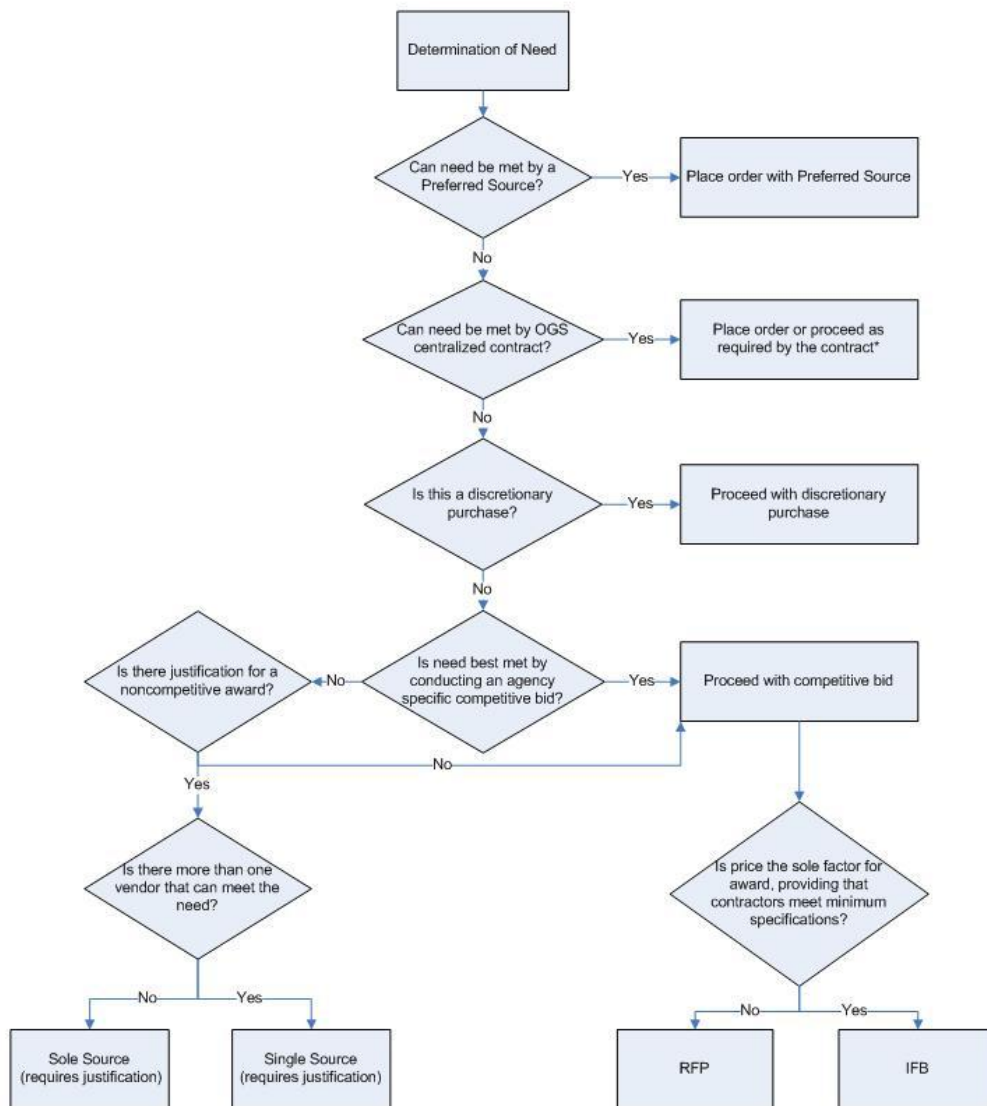 Determination of Need
Can need be met by a
Preferred Source?
Yes
Place order with Preferred Source
No
Can need be met by OGS
centralized contract?
Yes
Place order or proceed as
required by the contract*
No
Is this a discretionary
purchase?
Yes
Proceed with discretionary
purchase
No
Is there justification for a
noncompetitive award?
No
Is need best met by
conducting an agency
specific competitive bid?
Yes
Proceed with competitive bid
No
Yes
Is there more than one
vendor that can meet the
need?
Is price the sole factor for
award, providing that
contractors meet minimum
specifications?
No
Yes
No
Yes
Sole Source
(requires justification)
Single Source
(requires justification)
RFP
IFB